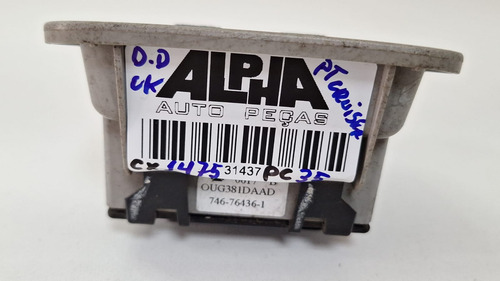 O.D
CK
ALPHA
AUTO PEÇAS
PT CRUISER
CX 1475 31437 PC 35
OUG381DAAD
746-76436-1